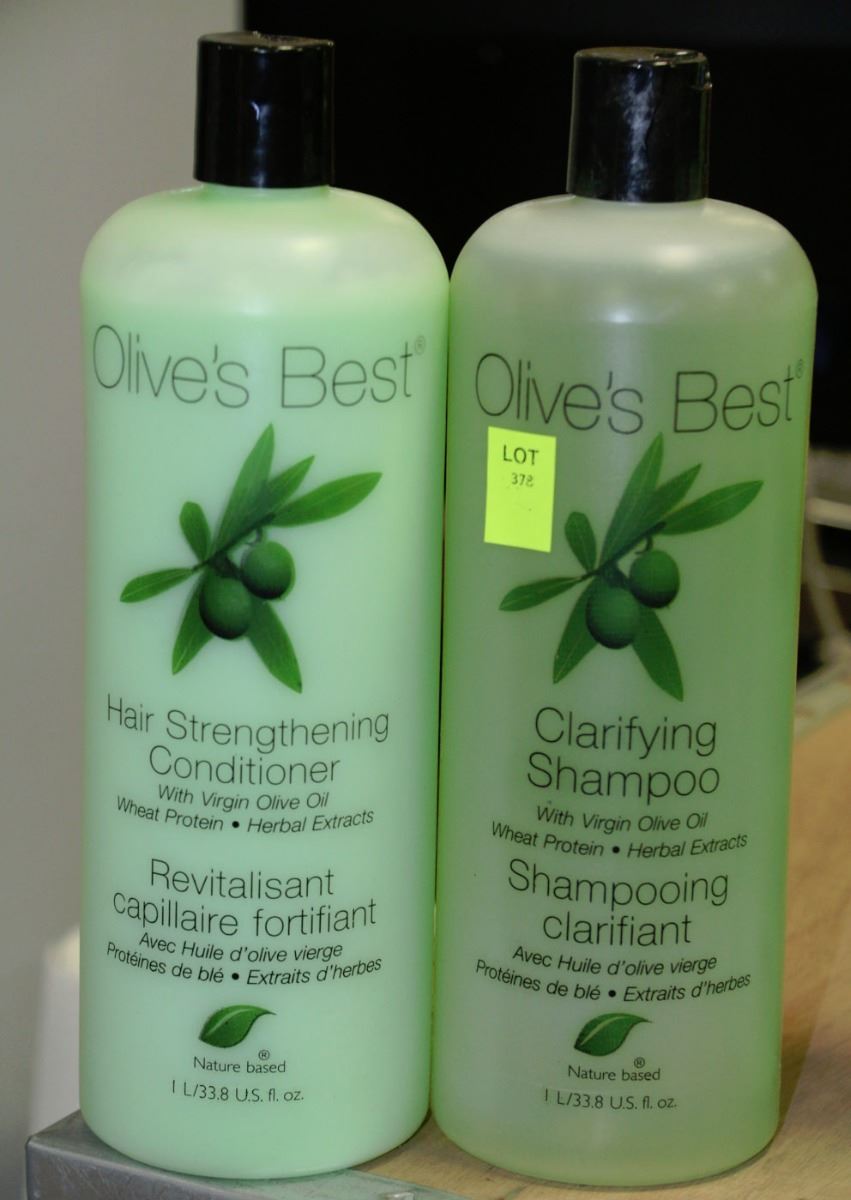 Olive's Best®
Hair Strengthening
Conditioner
With Virgin Olive Oil
Wheat Protein • Herbal Extracts
Revitalisant
capillaire fortifiant
Avec Huile d'olive vierge
Protéines de blé • Extraits d'herbes
®
Nature based
1 L/33.8 U.S. fl. oz.
Olive's Best®
LOT
378
Clarifying
Shampoo
With Virgin Olive Oil
Wheat Protein • Herbal Extracts
Shampooing
clarifiant
Avec Huile d'olive vierge
Protéines de blé • Extraits d'herbes
®
Nature based
1 L/33.8 U.S. fl. oz.